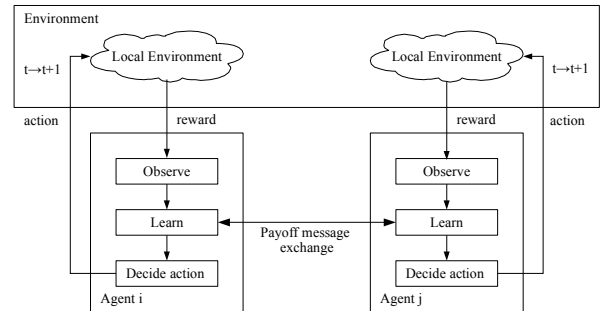 Environment
Local Environment
Local Environment
t→t+1
t→t+1
action
reward
reward
action
Observe
Observe
Learn
Payoff message
exchange
Learn
Decide action
Decide action
Agent i
Agent j